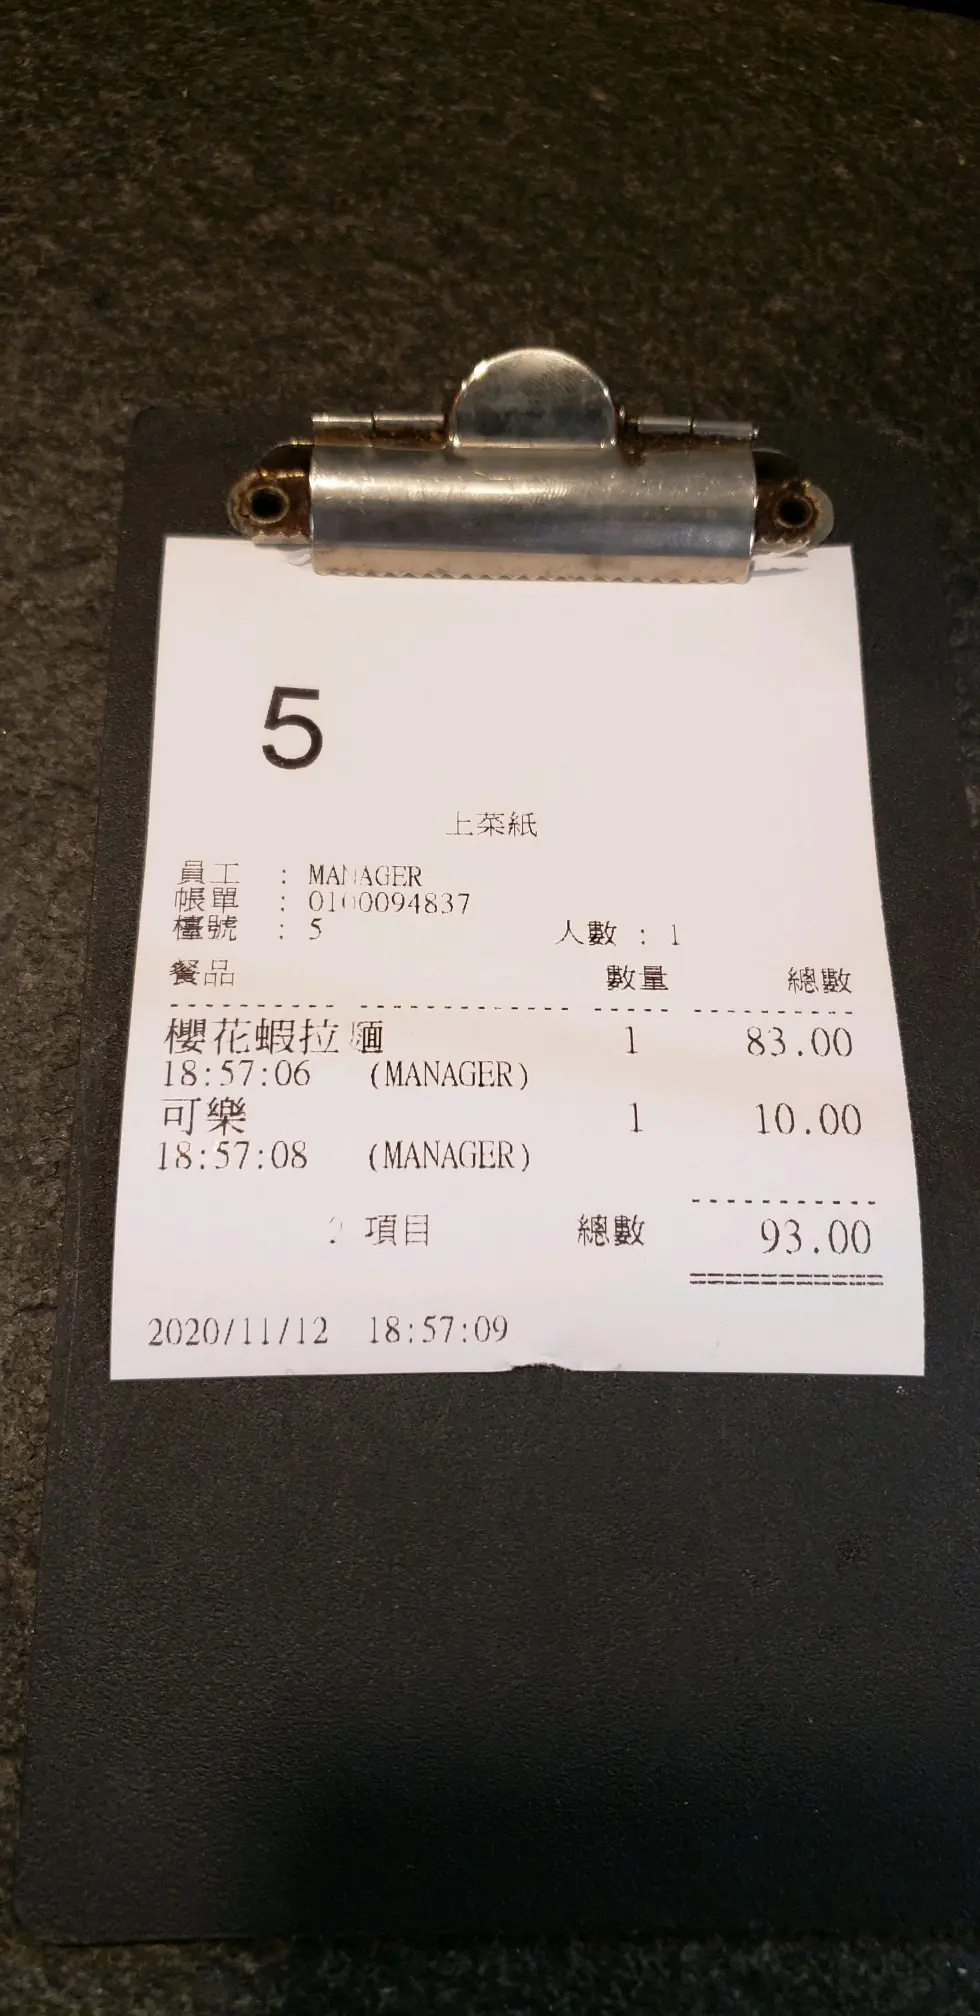 5
上菜紙
員工 : MANAGER
帳單 : 0100094837
檯號 : 5 人數 : 1
餐品 數量 總數
櫻花蝦拉麵 1 83.00
18:57:06 (MANAGER)
可樂 1 10.00
18:57:08 (MANAGER)
2 項目 總數 93.00
2020/11/12 18:57:09